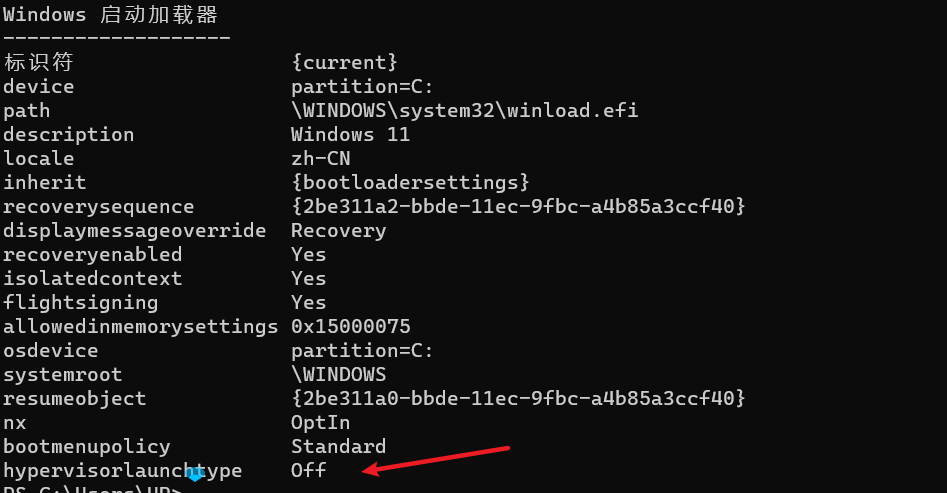 Windows 启动加载器
-------------------
标识符                  {current}
device                  partition=C:
path                    \WINDOWS\system32\winload.efi
description             Windows 11
locale                  zh-CN
inherit                 {bootloadersettings}
recoverysequence        {2be311a2-bbde-11ec-9fbc-a4b85a3ccf40}
displaymessageoverride  Recovery
recoveryenabled         Yes
isolatedcontext         Yes
flightsigning           Yes
allowedinmemorysettings 0x15000075
osdevice                partition=C:
systemroot              \WINDOWS
resumeobject            {2be311a0-bbde-11ec-9fbc-a4b85a3ccf40}
nx                      OptIn
bootmenupolicy          Standard
hypervisorlaunchtype    Off
PS C:\Users\HP>